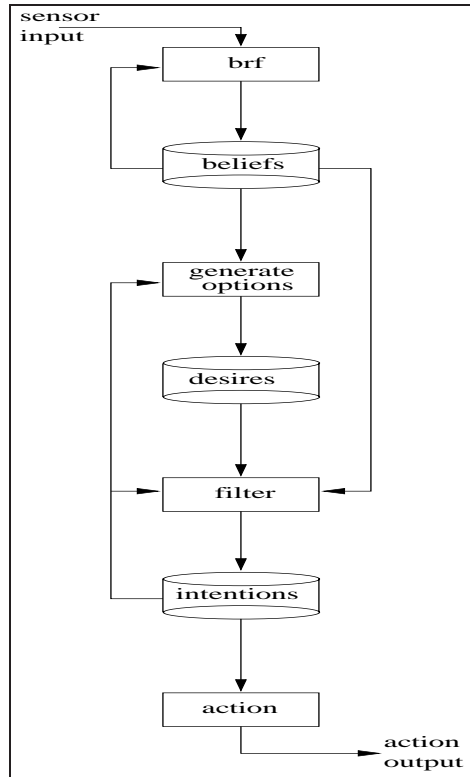 sensor
input
brf
beliefs
generate
options
desires
filter
intentions
action
action
output